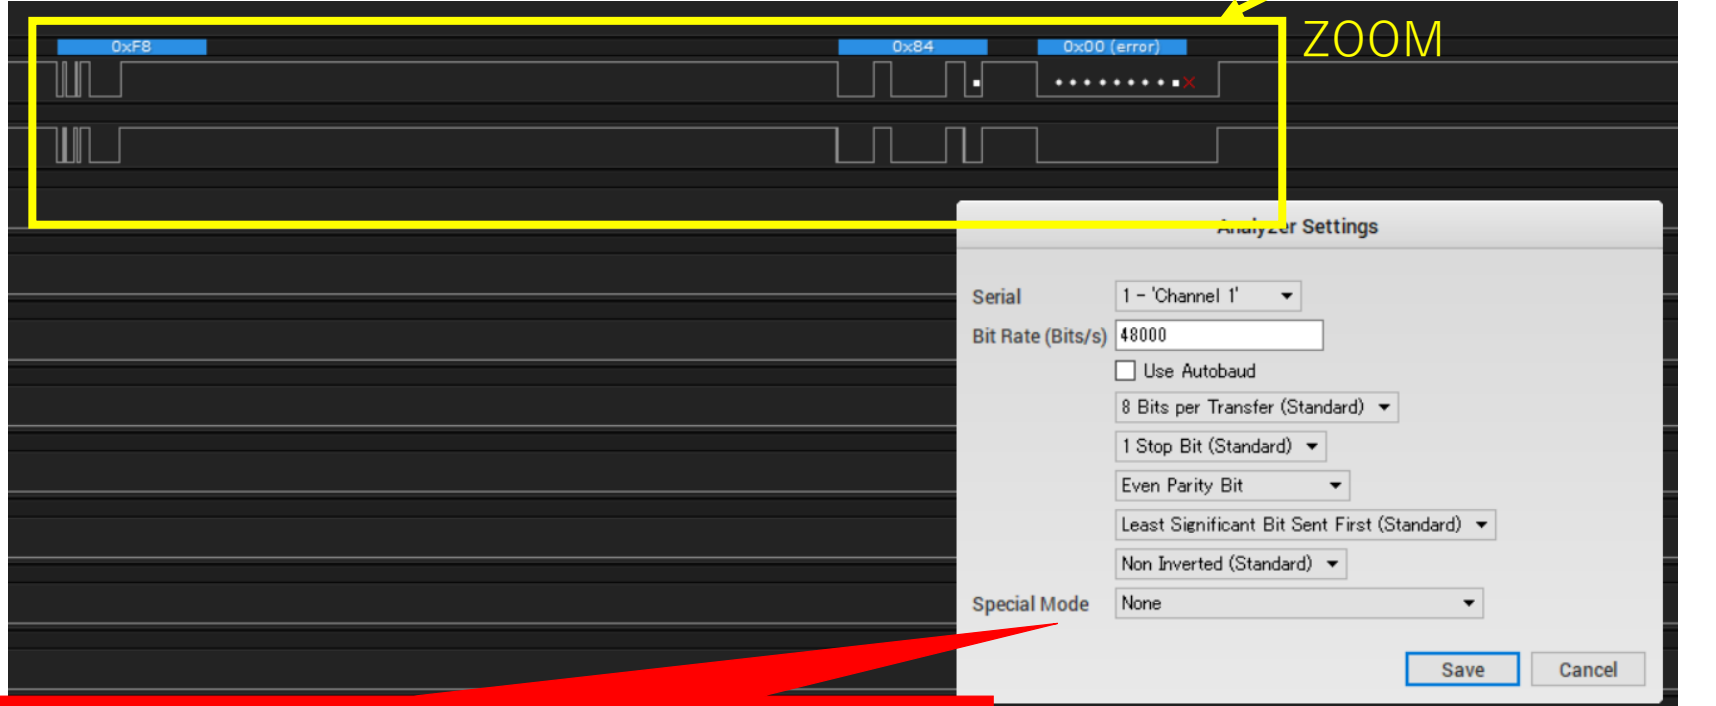 ZOOM
0xF8
0x84
0x00 (error)
Analyzer Settings
Serial
1 - 'Channel 1'
Bit Rate (Bits/s)
48000
Use Autobaud
8 Bits per Transfer (Standard)
1 Stop Bit (Standard)
Even Parity Bit
Least Significant Bit Sent First (Standard)
Non Inverted (Standard)
Special Mode
None
Save
Cancel